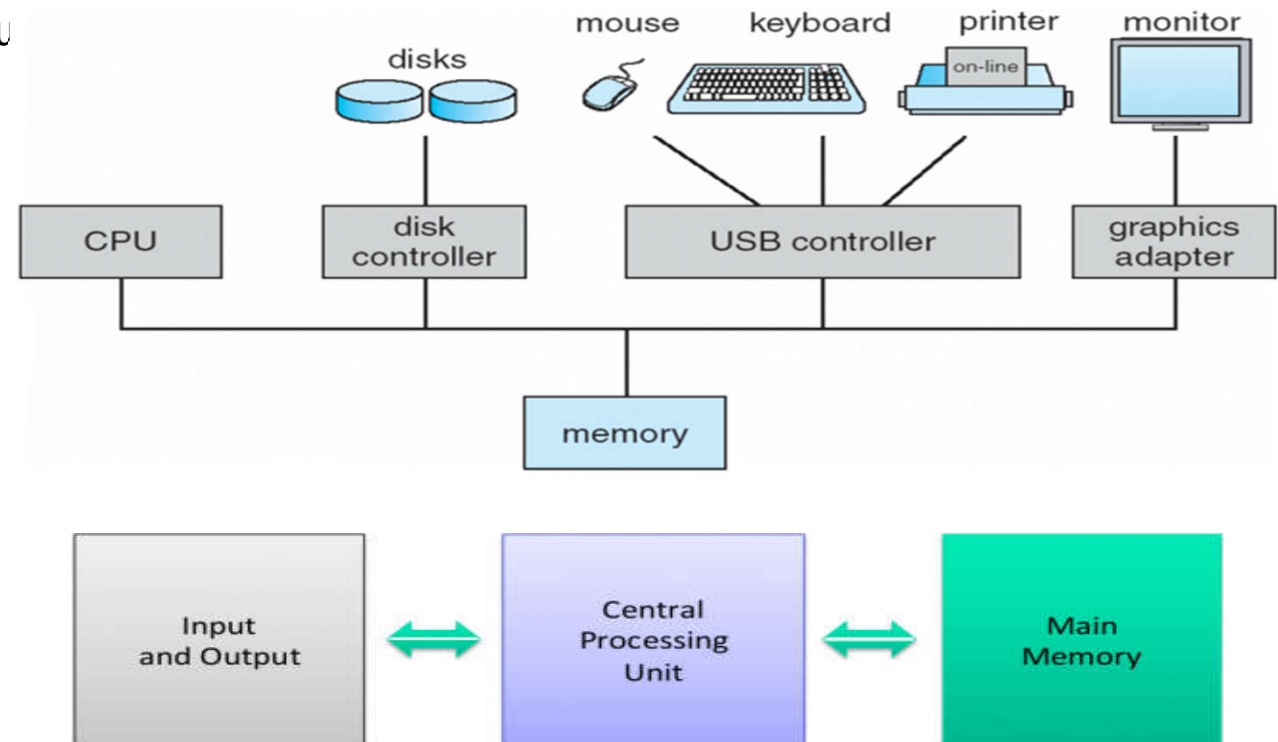 mouse keyboard printer monitor
disks
on-line
CPU
disk
controller
USB controller
graphics
adapter
memory
Input
and Output
Central
Processing
Unit
Main
Memory